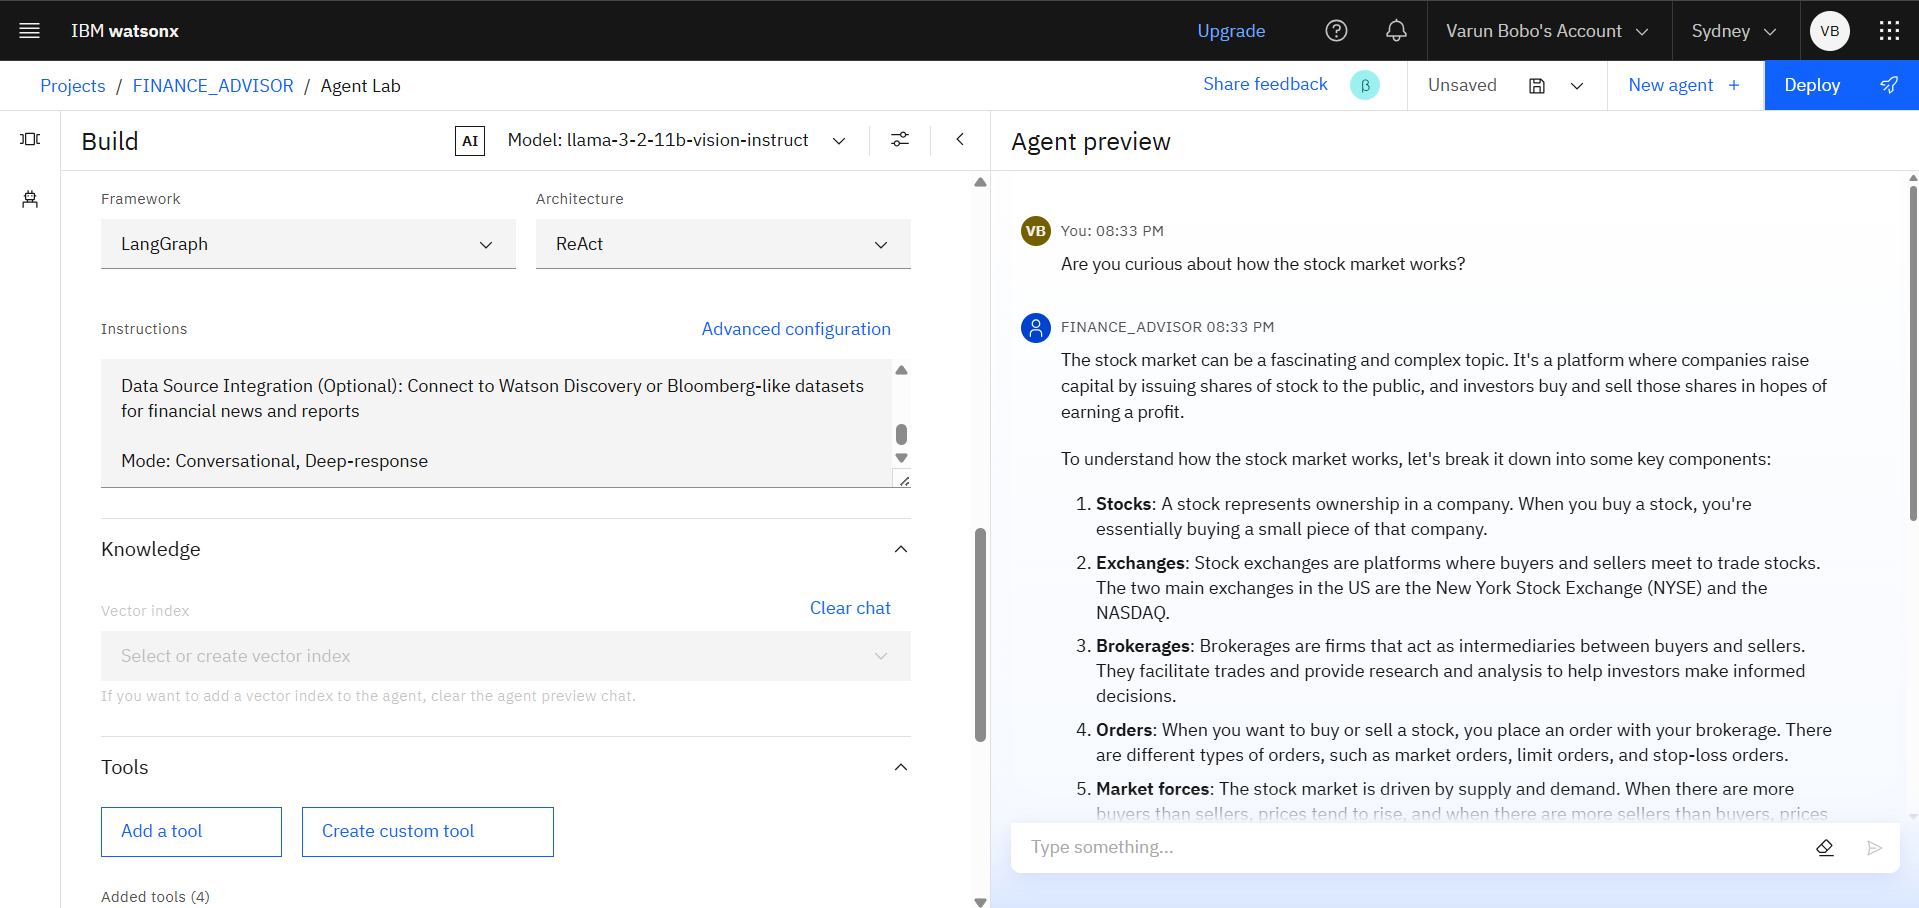 IBM watsonx
Upgrade
Varun Bobo's Account
Sydney
VB
Projects / FINANCE_ADVISOR / Agent Lab
Share feedback
β
Unsaved
New agent +
Deploy
Build
AI
Model: llama-3-2-11b-vision-instruct
Framework
Architecture
LangGraph
ReAct
Instructions
Advanced configuration
Data Source Integration (Optional): Connect to Watson Discovery or Bloomberg-like datasets
for financial news and reports
Mode: Conversational, Deep-response
Knowledge
Vector index
Clear chat
Select or create vector index
If you want to add a vector index to the agent, clear the agent preview chat.
Tools
Add a tool
Create custom tool
Added tools (4)
Agent preview
VB
You: 08:33 PM
Are you curious about how the stock market works?
FINANCE_ADVISOR 08:33 PM
The stock market can be a fascinating and complex topic. It's a platform where companies raise
capital by issuing shares of stock to the public, and investors buy and sell those shares in hopes of
earning a profit.
To understand how the stock market works, let's break it down into some key components:
1. Stocks: A stock represents ownership in a company. When you buy a stock, you're
essentially buying a small piece of that company.
2. Exchanges: Stock exchanges are platforms where buyers and sellers meet to trade stocks.
The two main exchanges in the US are the New York Stock Exchange (NYSE) and the
NASDAQ.
3. Brokerages: Brokerages are firms that act as intermediaries between buyers and sellers.
They facilitate trades and provide research and analysis to help investors make informed
decisions.
4. Orders: When you want to buy or sell a stock, you place an order with your brokerage. There
are different types of orders, such as market orders, limit orders, and stop-loss orders.
5. Market forces: The stock market is driven by supply and demand. When there are more
buyers than sellers, prices tend to rise, and when there are more sellers than buyers, prices
Type something...